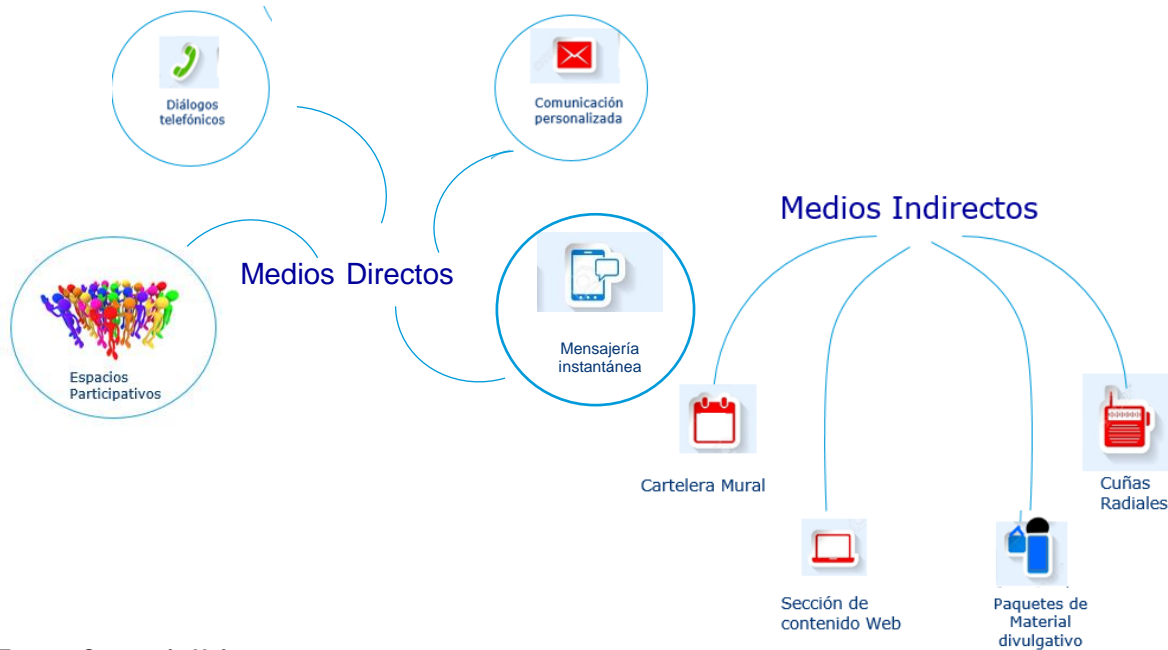 Diálogos
telefónicos
Comunicación
personalizada
Medios Directos
Espacios
Participativos
Mensajería
instantánea
Medios Indirectos
Cartelera Mural
Cuñas
Radiales
Sección de
contenido Web
Paquetes de
Material
divulgativo